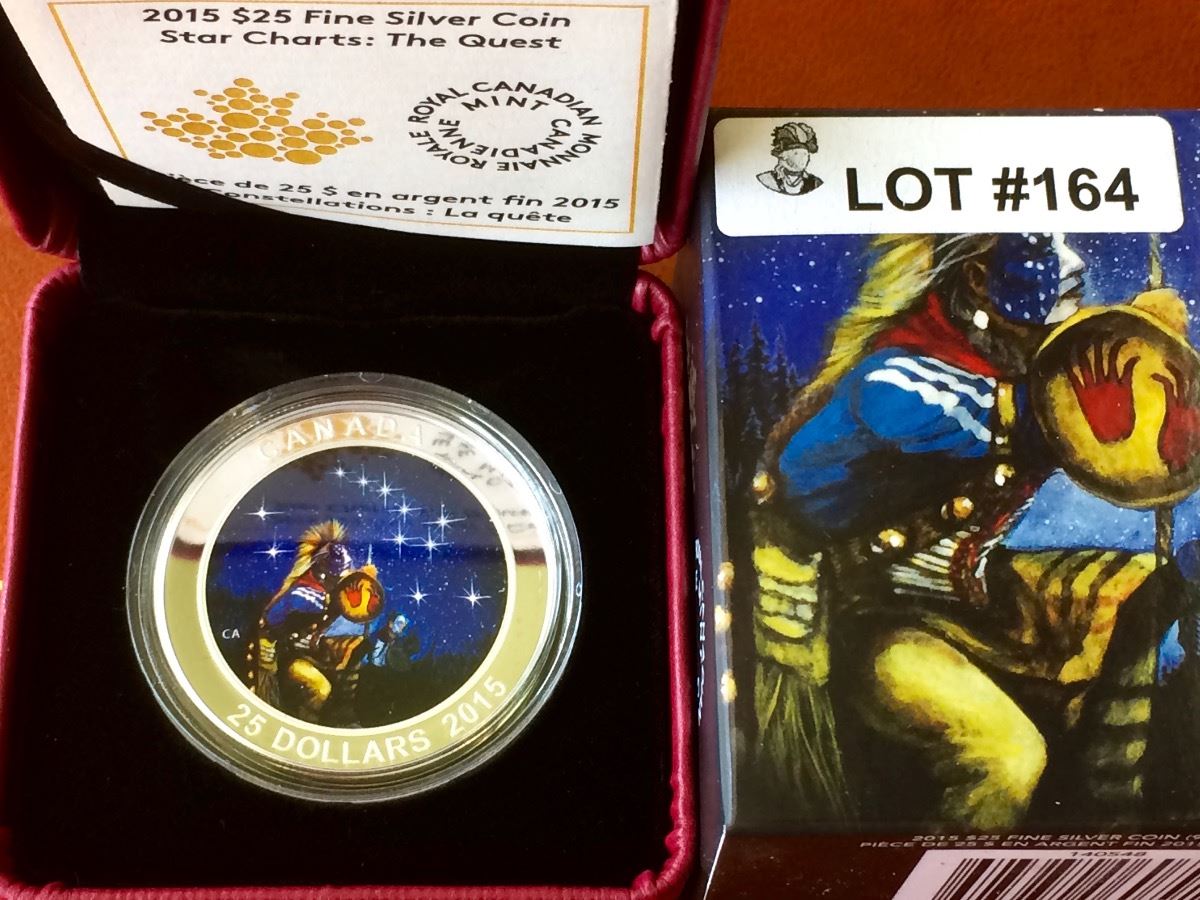 2015 $25 Fine Silver Coin
Star Charts: The Quest
ROYAL CANADIAN MINT
MONNAIE ROYALE CANADIENNE
de 25 $ en argent fin 2015
: La quête
LOT #164
CANADA
CA
25 DOLLARS 2015
2015 $25 FINE SILVER COIN
PIÈCE DE 25 $ EN ARGENT FIN
140548